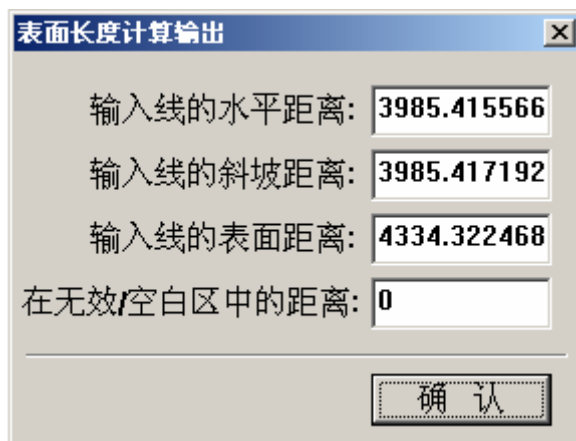 表面长度计算输出
输入线的水平距离: 3985.415566
输入线的斜坡距离: 3985.417192
输入线的表面距离: 4334.322468
在无效/空白区中的距离: 0
确 认